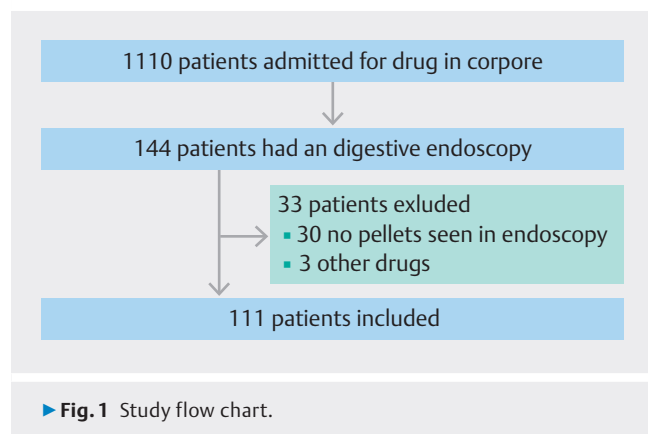 1110 patients admitted for drug in corpore
144 patients had an digestive endoscopy
33 patients exluded
▪ 30 no pellets seen in endoscopy
▪ 3 other drugs
111 patients included
▶ Fig. 1 Study flow chart.